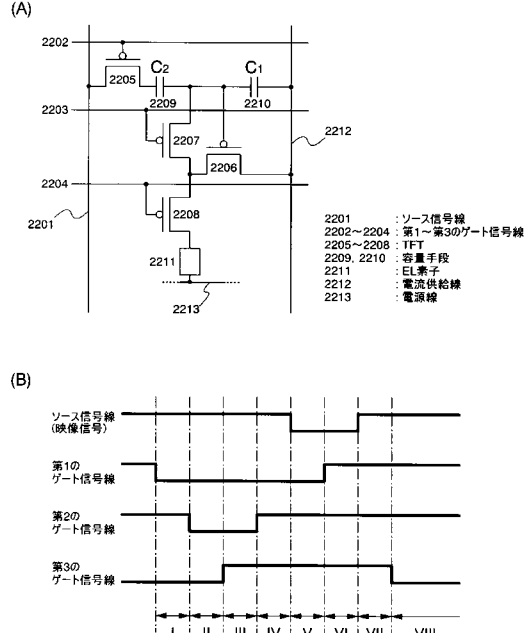 (A)
2202
2205
C2
2209
C1
2210
2203
2207
2212
2206
2204
2208
2201
2211
2213
2201 : ソース信号線
2202～2204 : 第1～第3のゲート信号線
2205～2208 : TFT
2209, 2210 : 容量手段
2211 : EL素子
2212 : 電流供給線
2213 : 電源線
(B)
ソース信号線
(映像信号)
第1の
ゲート信号線
第2の
ゲート信号線
第3の
ゲート信号線
I II III IV V VI VII VIII